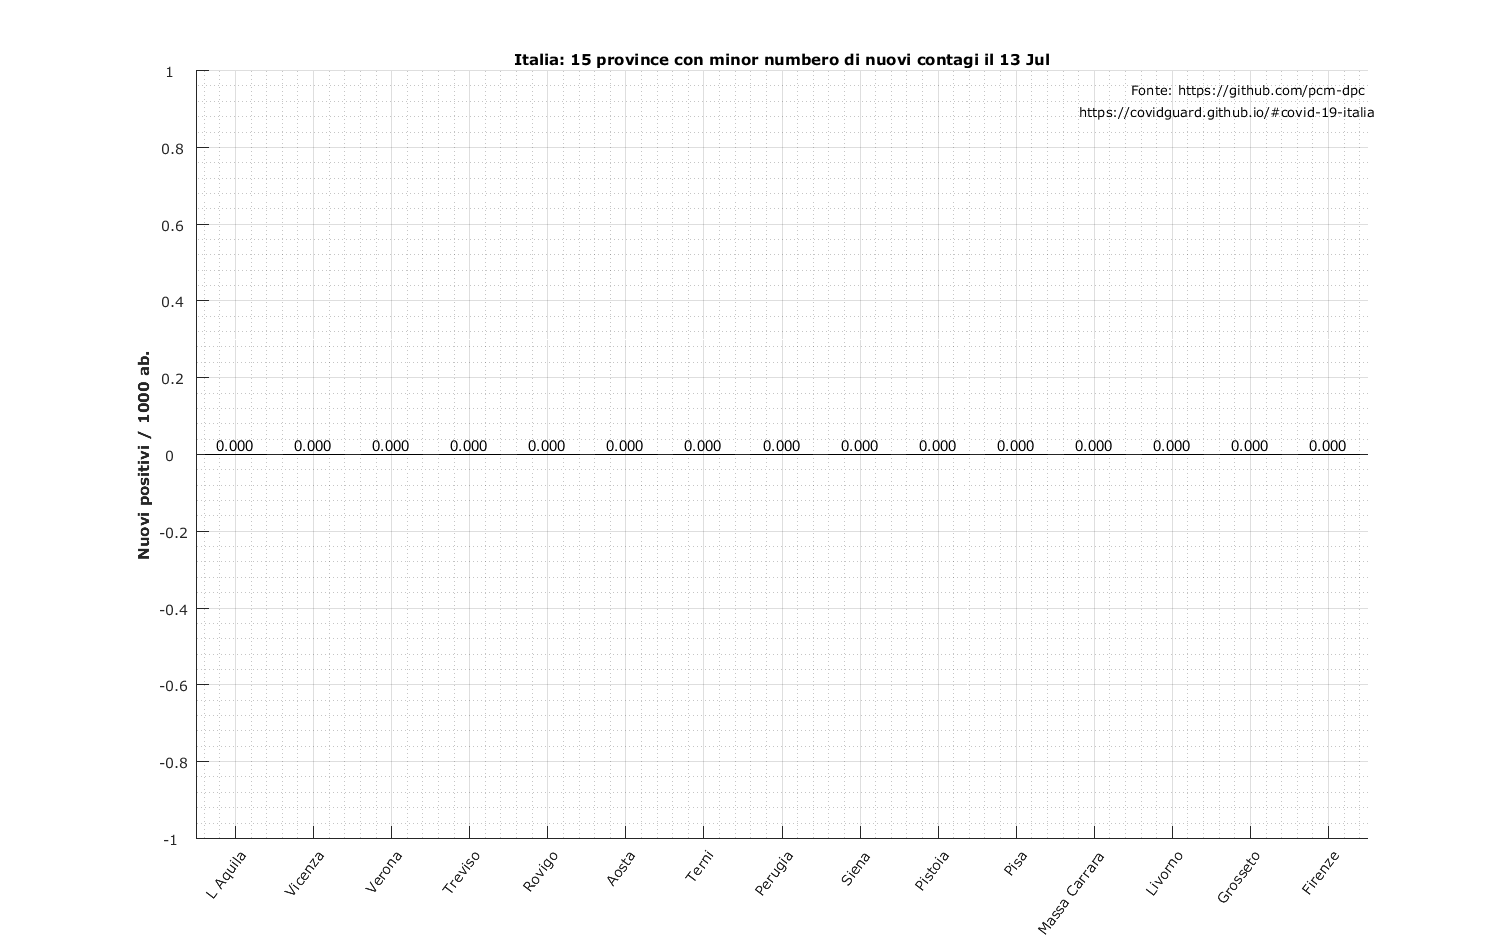 Italia: 15 province con minor numbero di nuovi contagi il 13 Jul
Fonte: https://github.com/pcm-dpc
https://covidguard.github.io/#covid-19-italia
Nuovi positivi / 1000 ab.
1
0.8
0.6
0.4
0.2
0
-0.2
-0.4
-0.6
-0.8
-1
0.000 0.000 0.000 0.000 0.000 0.000 0.000 0.000 0.000 0.000 0.000 0.000 0.000 0.000 0.000
L Aquila
Vicenza
Verona
Treviso
Rovigo
Aosta
Terni
Perugia
Siena
Pistoia
Pisa
Massa Carrara
Livorno
Grosseto
Firenze